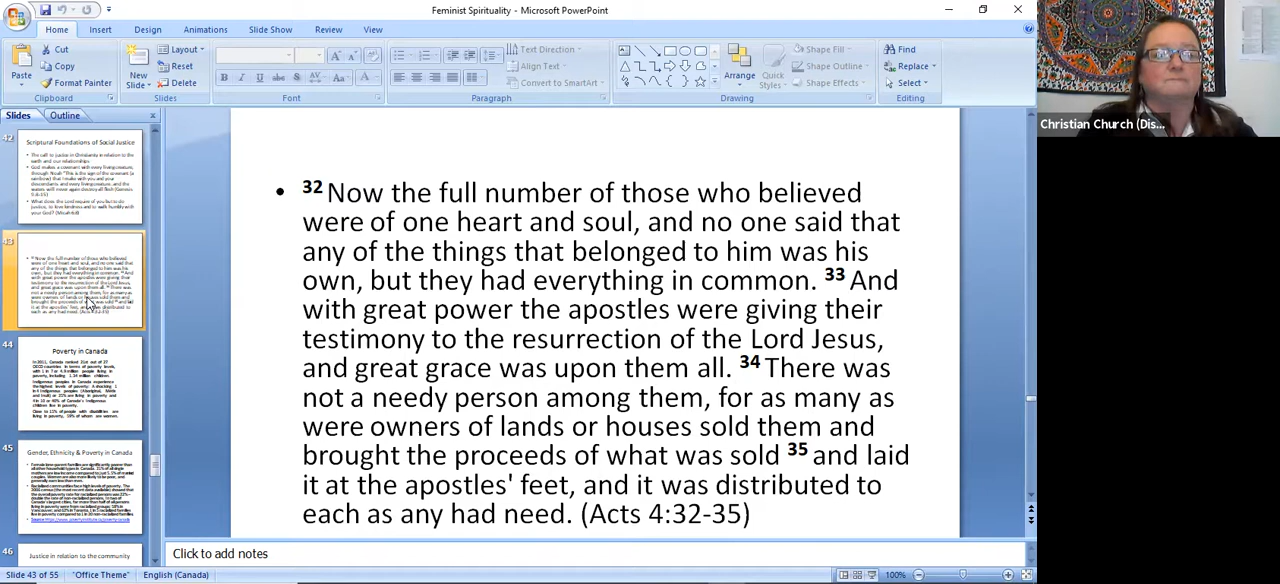 Feminist Spirituality - Microsoft PowerPoint
Home Insert Design Animations Slide Show Review View
Paste
Cut
Copy
Format Painter
Clipboard
New Slide
Layout
Reset
Delete
Slides
B I U abc S AV Aa A
Font
Text Direction
Align Text
Convert to SmartArt
Paragraph
Arrange
Quick Styles
Shape Fill
Shape Outline
Shape Effects
Drawing
Find
Replace
Select
Editing
Christian Church (Dis...
Slides Outline
42
Scriptural Foundations of Social Justice
43
44
Poverty in Canada
45
Gender, Ethnicity & Poverty in Canada
46
Justice in relation to the community
• 32 Now the full number of those who believed
were of one heart and soul, and no one said that
any of the things that belonged to him was his
own, but they had everything in common. 33 And
with great power the apostles were giving their
testimony to the resurrection of the Lord Jesus,
and great grace was upon them all. 34 There was
not a needy person among them, for as many as
were owners of lands or houses sold them and
brought the proceeds of what was sold 35 and laid
it at the apostles' feet, and it was distributed to
each as any had need. (Acts 4:32-35)
Click to add notes
Slide 43 of 55 "Office Theme" English (Canada) 100%